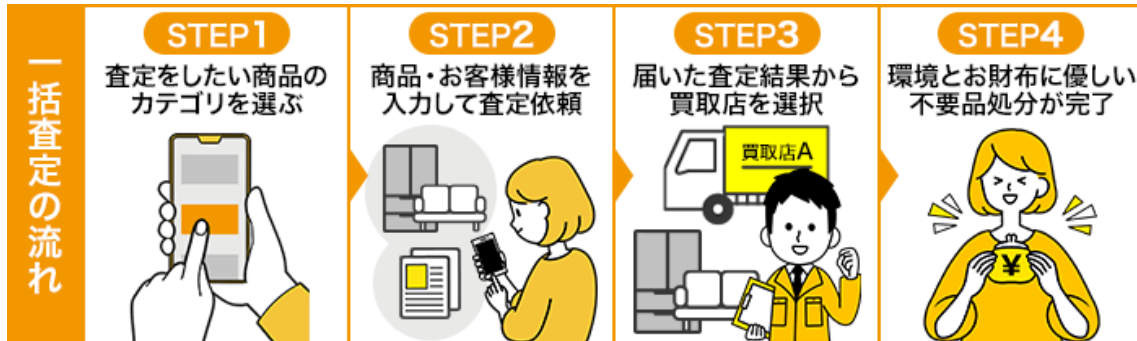 一括査定の流れ
STEP1
査定をしたい商品の
カテゴリを選ぶ
STEP2
商品・お客様情報を
入力して査定依頼
STEP3
届いた査定結果から
買取店を選択
買取店A
STEP4
環境とお財布に優しい
不要品処分が完了
¥